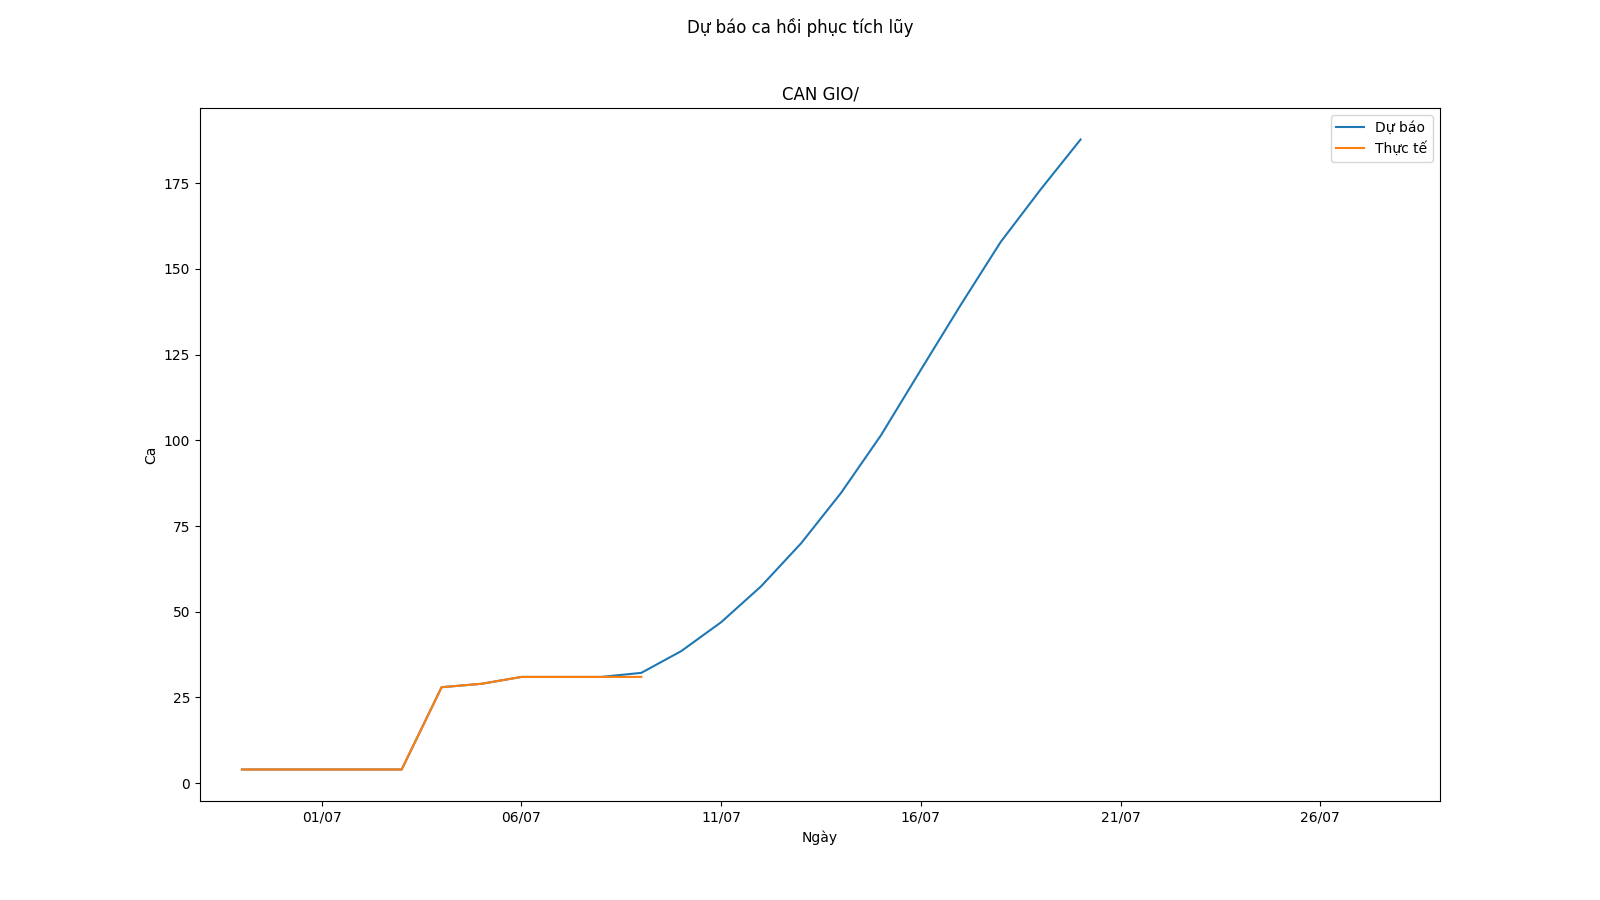 Dự báo ca hồi phục tích lũy
CAN GIO/
Dự báo
Thực tế
175
150
125
100
75
50
25
0
Ca
01/07
06/07
11/07
16/07
21/07
26/07
Ngày